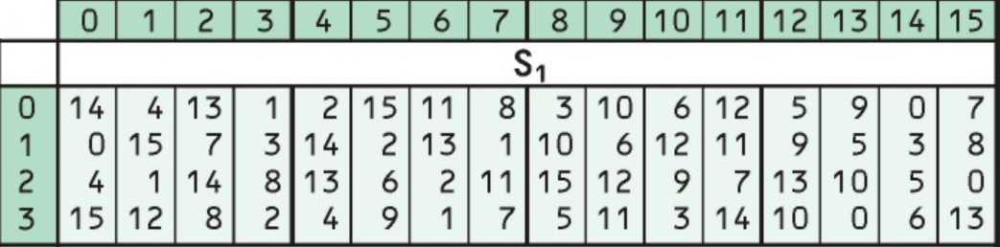 0 1 2 3 4 5 6 7 8 9 10 11 12 13 14 15
S₁
0 14 4 13 1 2 15 11 8 3 10 6 12 5 9 0 7
1 0 15 7 3 14 2 13 1 10 6 12 11 9 5 3 8
2 4 1 14 8 13 6 2 11 15 12 9 7 13 10 5 0
3 15 12 8 2 4 9 1 7 5 11 3 14 10 0 6 13